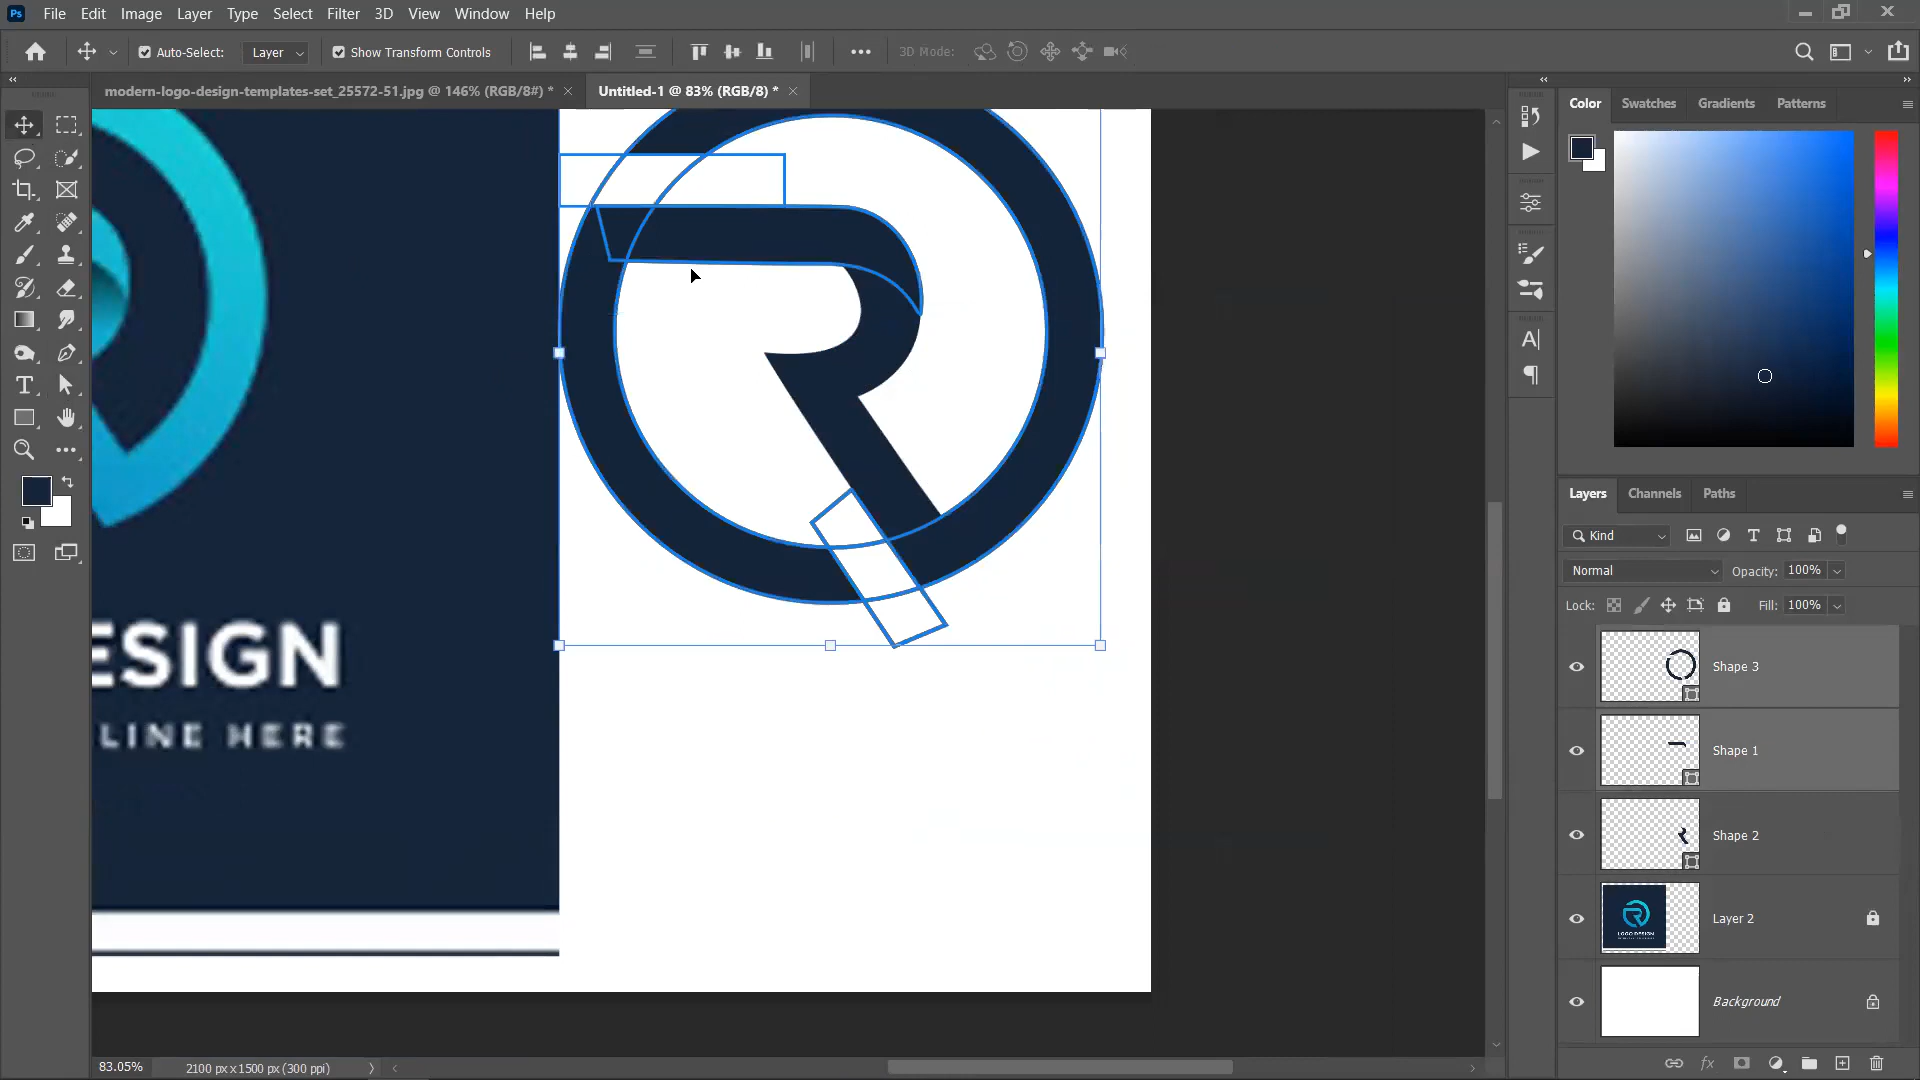 Ps File Edit Image Layer Type Select Filter 3D View Window Help
Auto-Select: Layer Show Transform Controls 3D Mode:
modern-logo-design-templates-set_25572-51.jpg @ 146% (RGB/8#) * Untitled-1 @ 83% (RGB/8) *
Color Swatches Gradients Patterns
Layers Channels Paths
Kind
Normal Opacity: 100%
Lock: Fill: 100%
Shape 3
Shape 1
Shape 2
Layer 2
Background
ESIGN
LINE HERE
83.05% 2100 px x 1500 px (300 ppi)